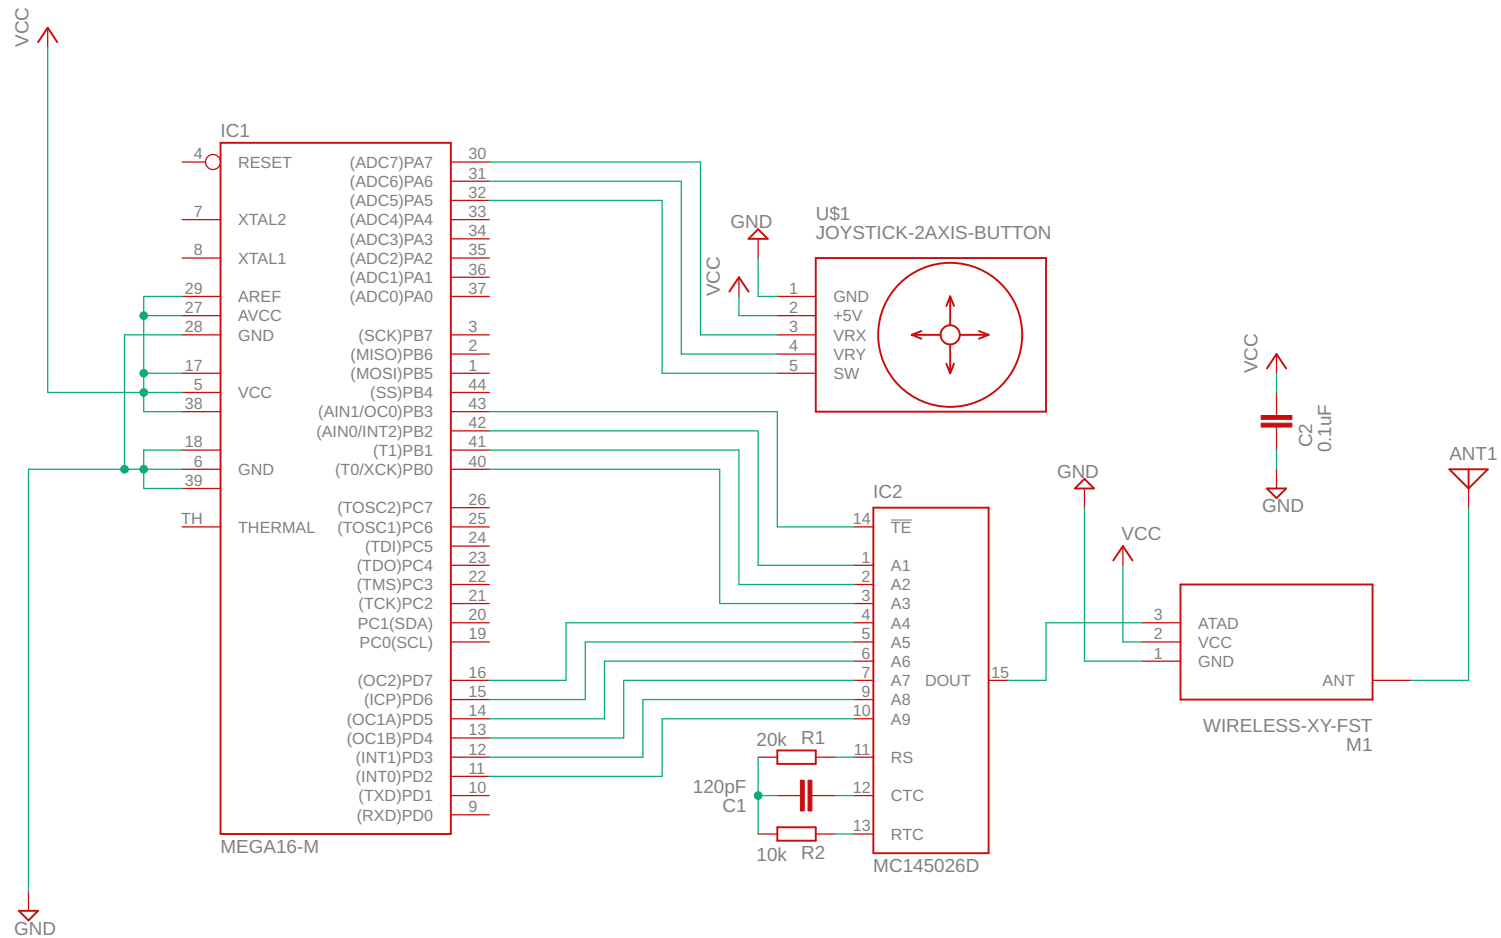 VCC
IC1
4 RESET (ADC7)PA7 30
(ADC6)PA6 31
(ADC5)PA5 32
7 XTAL2 (ADC4)PA4 33
(ADC3)PA3 34
8 XTAL1 (ADC2)PA2 35
(ADC1)PA1 36
29 AREF (ADC0)PA0 37
27 AVCC
28 GND (SCK)PB7 3
(MISO)PB6 2
17 (MOSI)PB5 1
5 VCC (SS)PB4 44
38 (AIN1/OC0)PB3 43
(AIN0/INT2)PB2 42
18 (T1)PB1 41
6 GND (T0/XCK)PB0 40
39
(TOSC2)PC7 26
TH THERMAL (TOSC1)PC6 25
(TDI)PC5 24
(TDO)PC4 23
(TMS)PC3 22
(TCK)PC2 21
PC1(SDA) 20
PC0(SCL) 19
(OC2)PD7 16
(ICP)PD6 15
(OC1A)PD5 14
(OC1B)PD4 13
(INT1)PD3 12
(INT0)PD2 11
(TXD)PD1 10
(RXD)PD0 9
MEGA16-M
GND
U$1
JOYSTICK-2AXIS-BUTTON
GND
VCC
1 GND
2 +5V
3 VRX
4 VRY
5 SW
IC2
14 TE
1 A1
2 A2
3 A3
4 A4
5 A5
6 A6
7 A7 DOUT 15
9 A8
10 A9
20k R1 11 RS
120pF 12 CTC
C1
13 RTC
10k R2
MC145026D
VCC
C2
0.1uF
GND
ANT1
GND
VCC
3 ATAD
2 VCC
1 GND
ANT
WIRELESS-XY-FST
M1